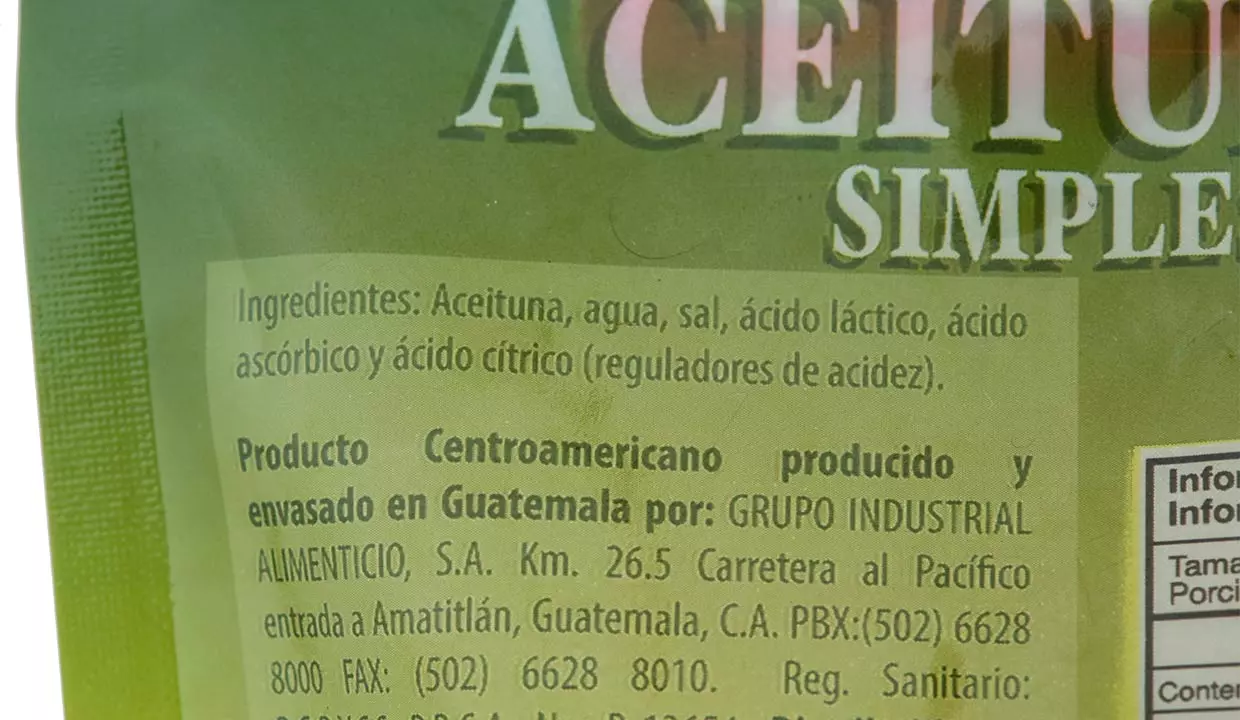 ACEITU
SIMPLE
Ingredientes: Aceituna, agua, sal, ácido láctico, ácido
ascórbico y ácido cítrico (reguladores de acidez).
Producto Centroamericano producido y
envasado en Guatemala por: GRUPO INDUSTRIAL
ALIMENTICIO, S.A. Km. 26.5 Carretera al Pacífico
entrada a Amatitlán, Guatemala, C.A. PBX:(502) 6628
8000 FAX: (502) 6628 8010. Reg. Sanitario:
Infor
Infor
Tama
Porci
Conte